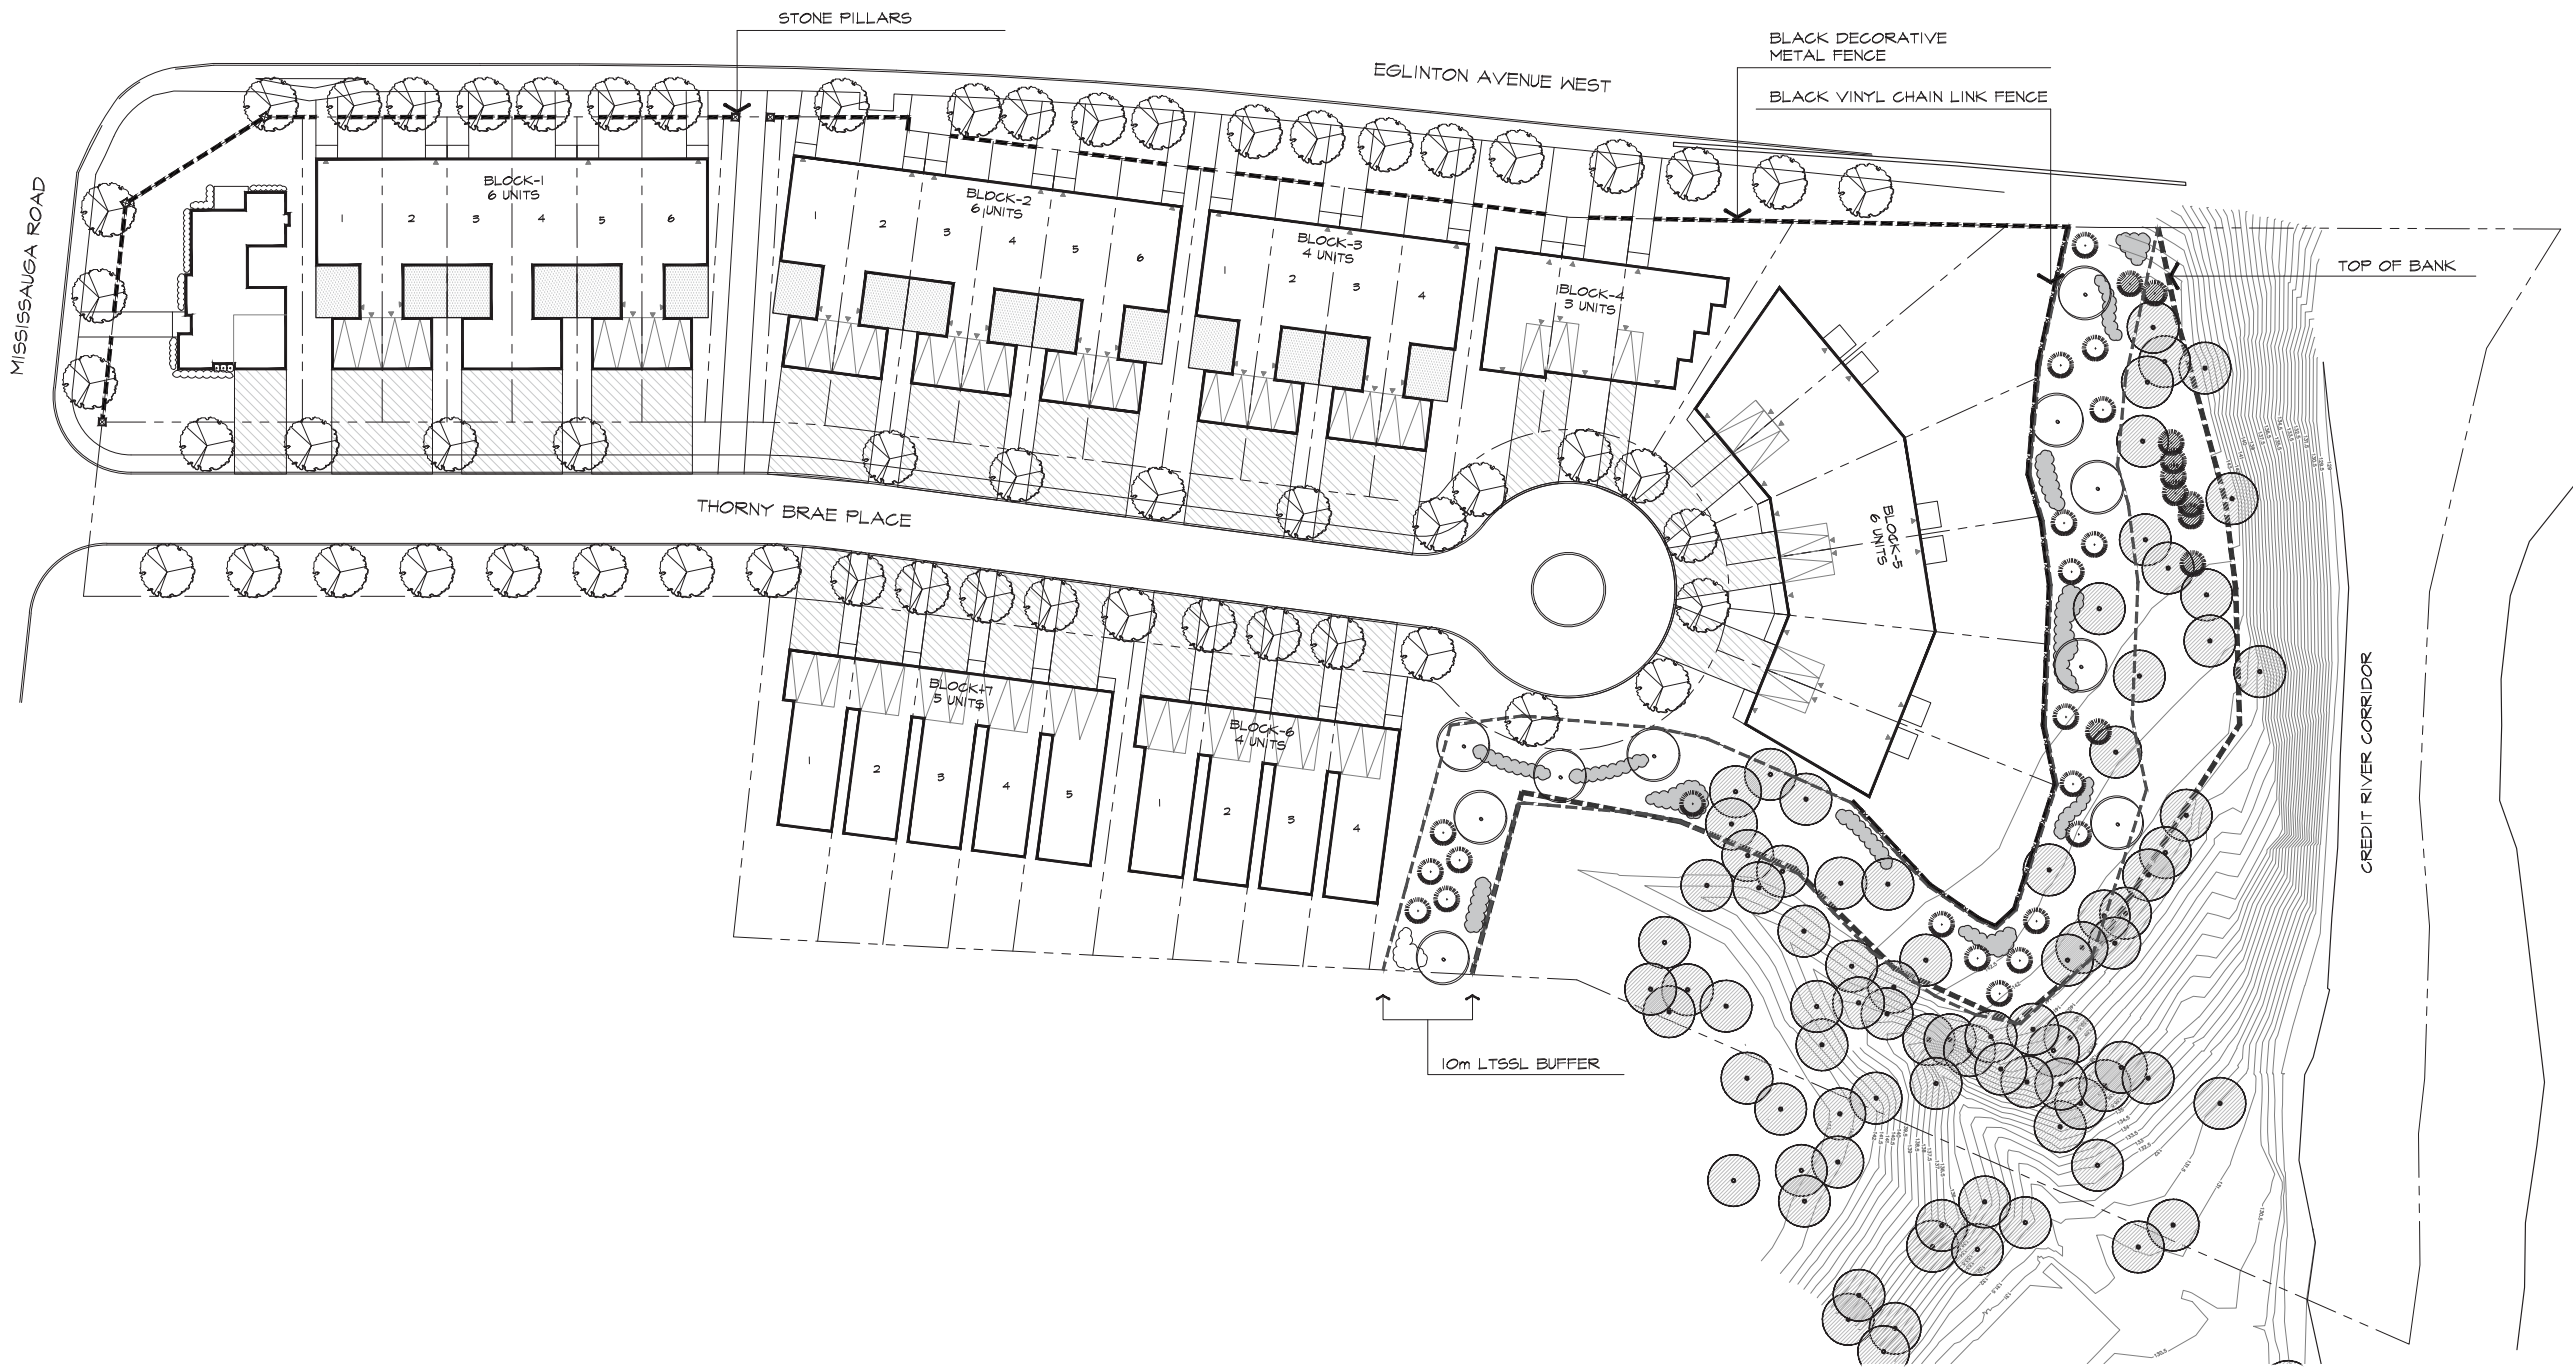 STONE PILLARS
BLACK DECORATIVE
METAL FENCE
EGLINTON AVENUE WEST
BLACK VINYL CHAIN LINK FENCE
MISSISSAUGA ROAD
BLOCK-1
6 UNITS
1 2 3 4 5 6
BLOCK-2
6 UNITS
1 2 3 4 5 6
BLOCK-3
4 UNITS
1 2 3 4
BLOCK-4
3 UNITS
TOP OF BANK
BLOCK-5
6 UNITS
THORNY BRAE PLACE
BLOCK-7
5 UNITS
1 2 3 4 5
BLOCK-6
4 UNITS
1 2 3 4
CREDIT RIVER CORRIDOR
10m LTSSL BUFFER